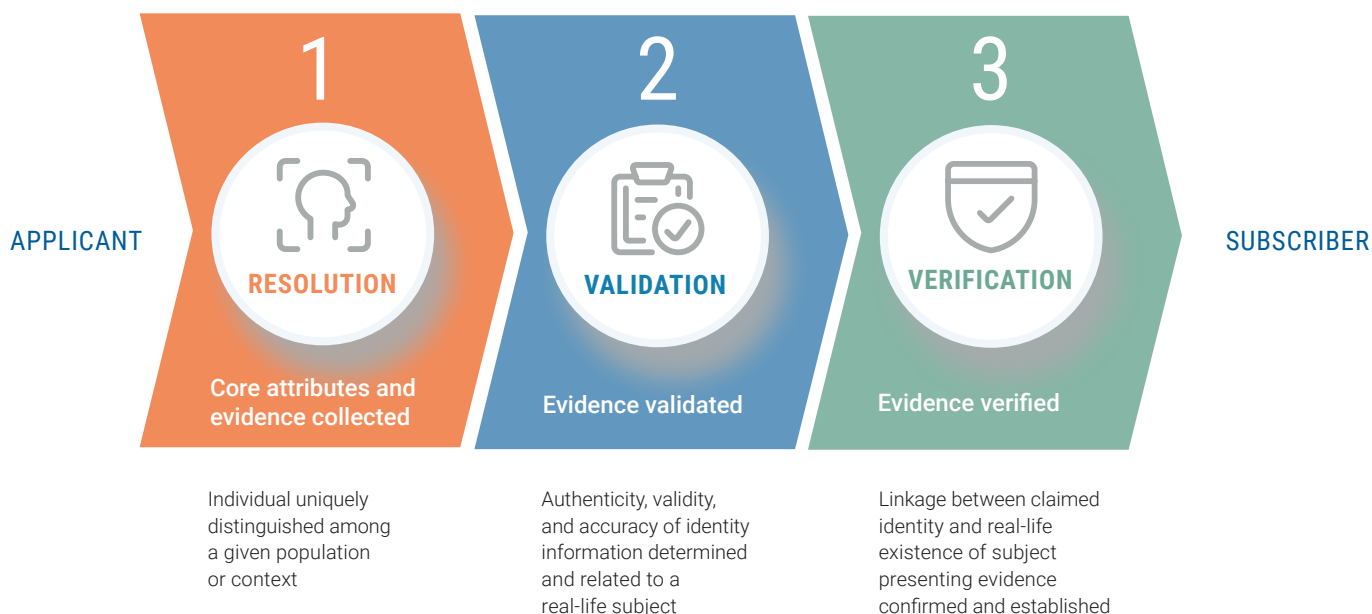 APPLICANT
1
RESOLUTION
Core attributes and
evidence collected
Individual uniquely
distinguished among
a given population
or context
2
VALIDATION
Evidence validated
Authenticity, validity,
and accuracy of identity
information determined
and related to a
real-life subject
3
VERIFICATION
Evidence verified
Linkage between claimed
identity and real-life
existence of subject
presenting evidence
confirmed and established
SUBSCRIBER